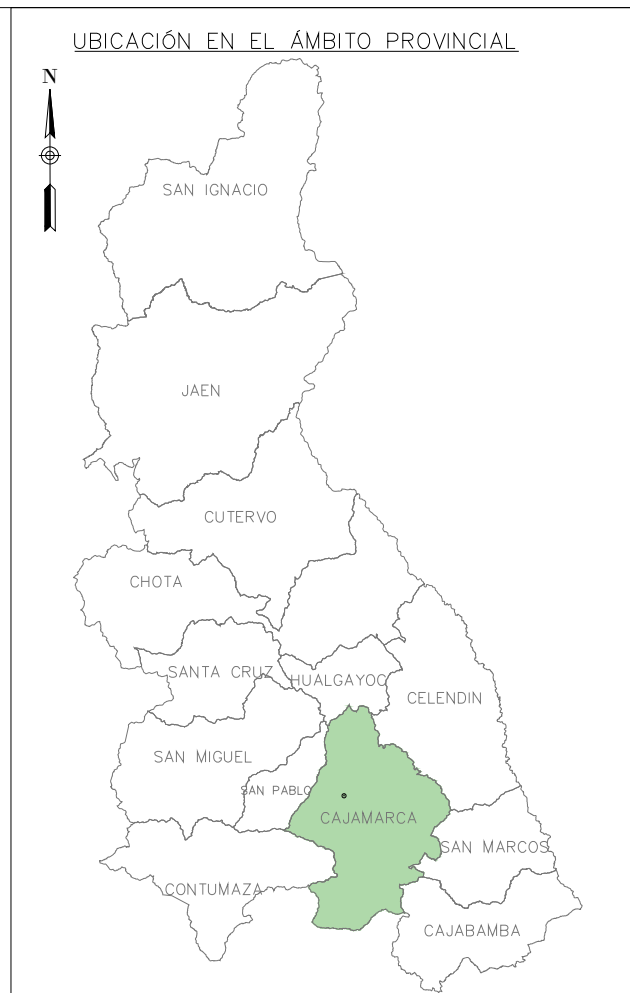 UBICACIÓN EN EL ÁMBITO PROVINCIAL
N
SAN IGNACIO
JAEN
CUTERVO
CHOTA
SANTA CRUZ
HUALGAYOC
CELENDIN
SAN MIGUEL
SAN PABLO
CAJAMARCA
SAN MARCOS
CONTUMAZA
CAJABAMBA